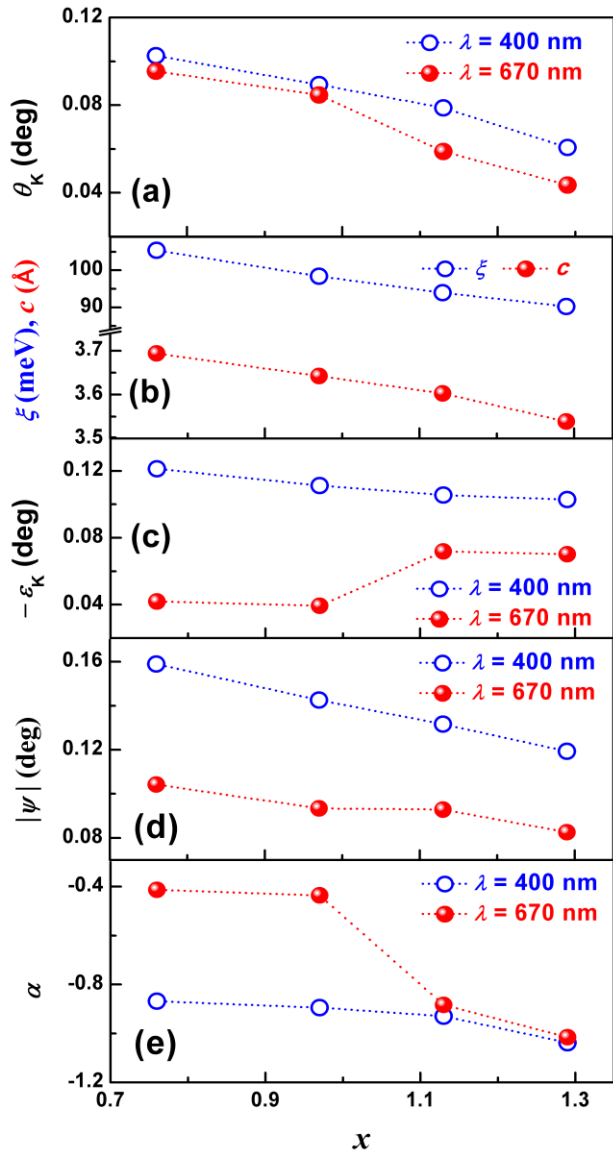 0.12
λ = 400 nm
λ = 670 nm
0.08
θK (deg)
0.04
(a)
100
ξ c
90
ξ (meV), c (Å)
3.7
3.6
(b)
3.5
0.12
(c)
0.08
− εK (deg)
λ = 400 nm
0.04
λ = 670 nm
0.16
λ = 400 nm
λ = 670 nm
0.12
|ψ| (deg)
(d)
0.08
-0.4
λ = 400 nm
λ = 670 nm
-0.8
α
(e)
-1.2
0.7 0.9 1.1 1.3
x